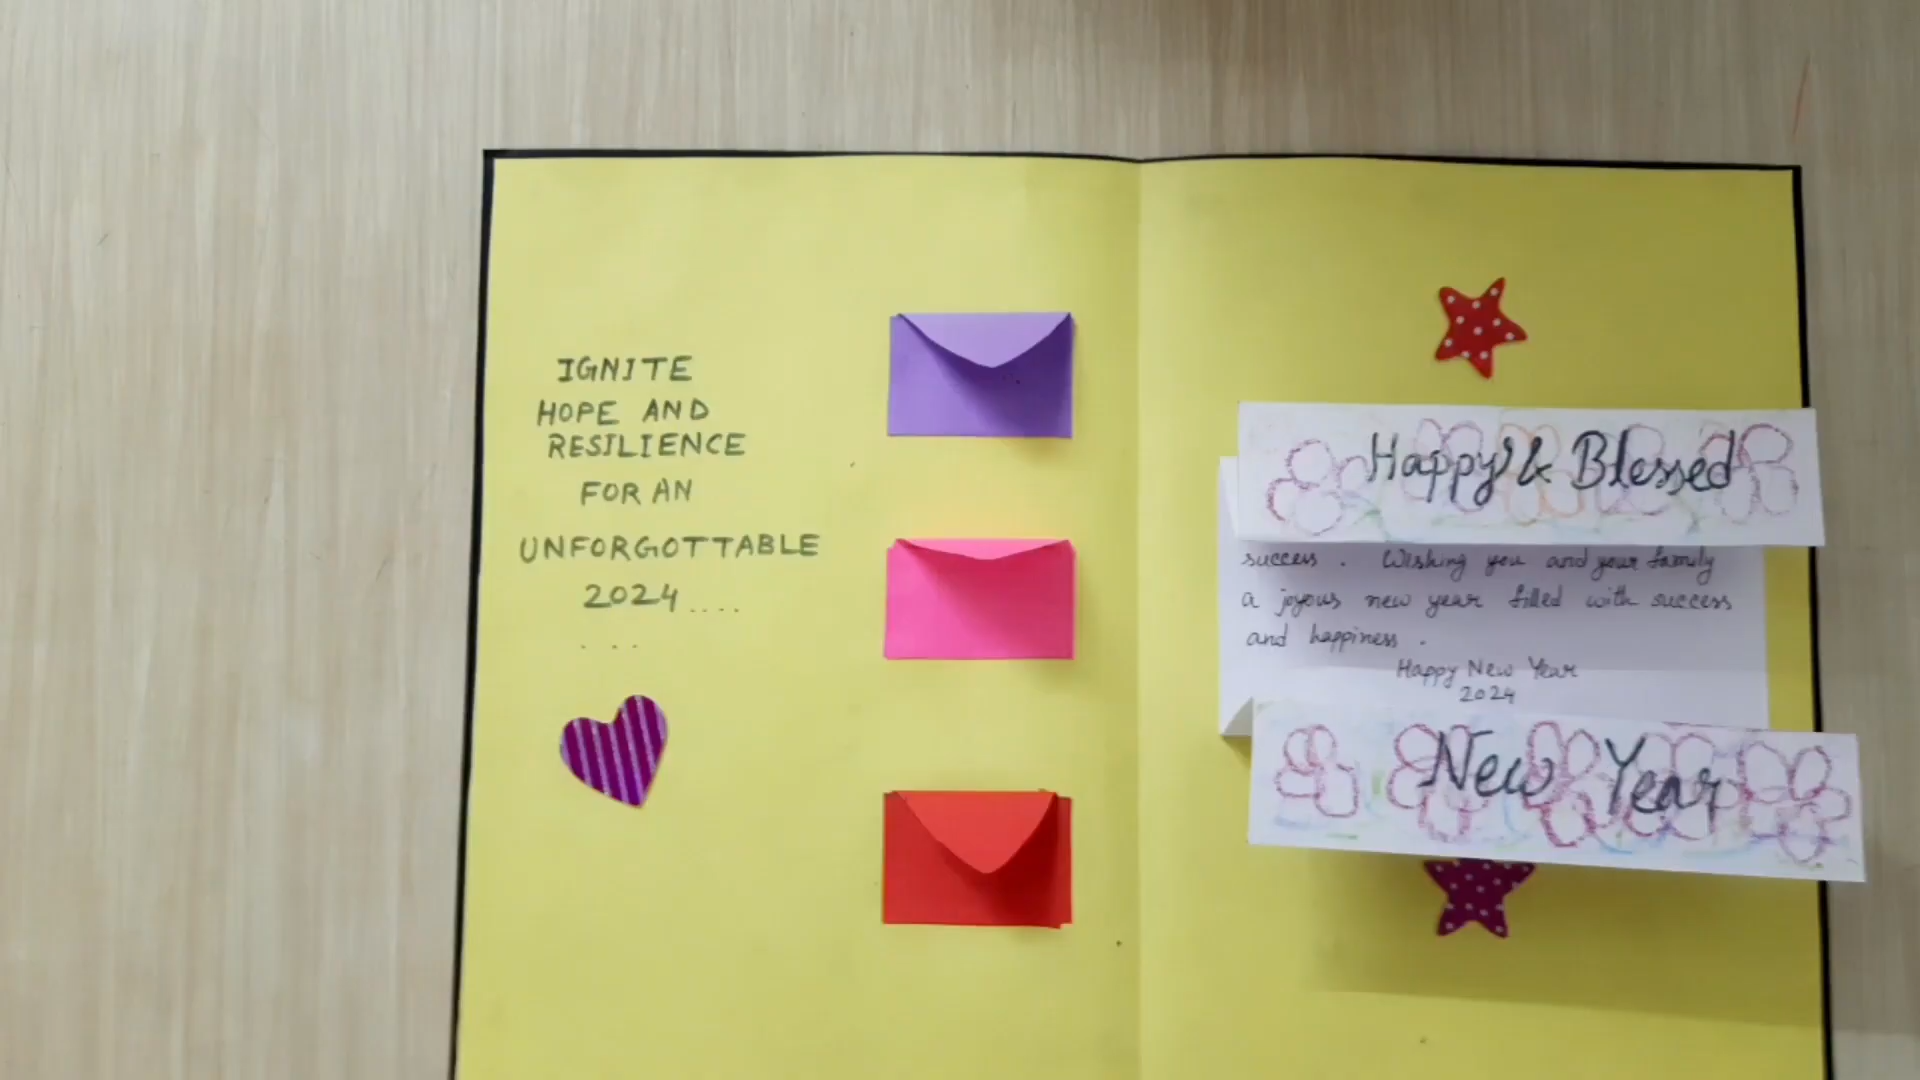 IGNITE
HOPE AND
RESILIENCE
FOR AN
UNFORGOTTABLE
2024....
...
Happy & Blessed
success. Wishing you and your family
a joyous new year filled with success
and happiness.
Happy New Year
2024
New Year